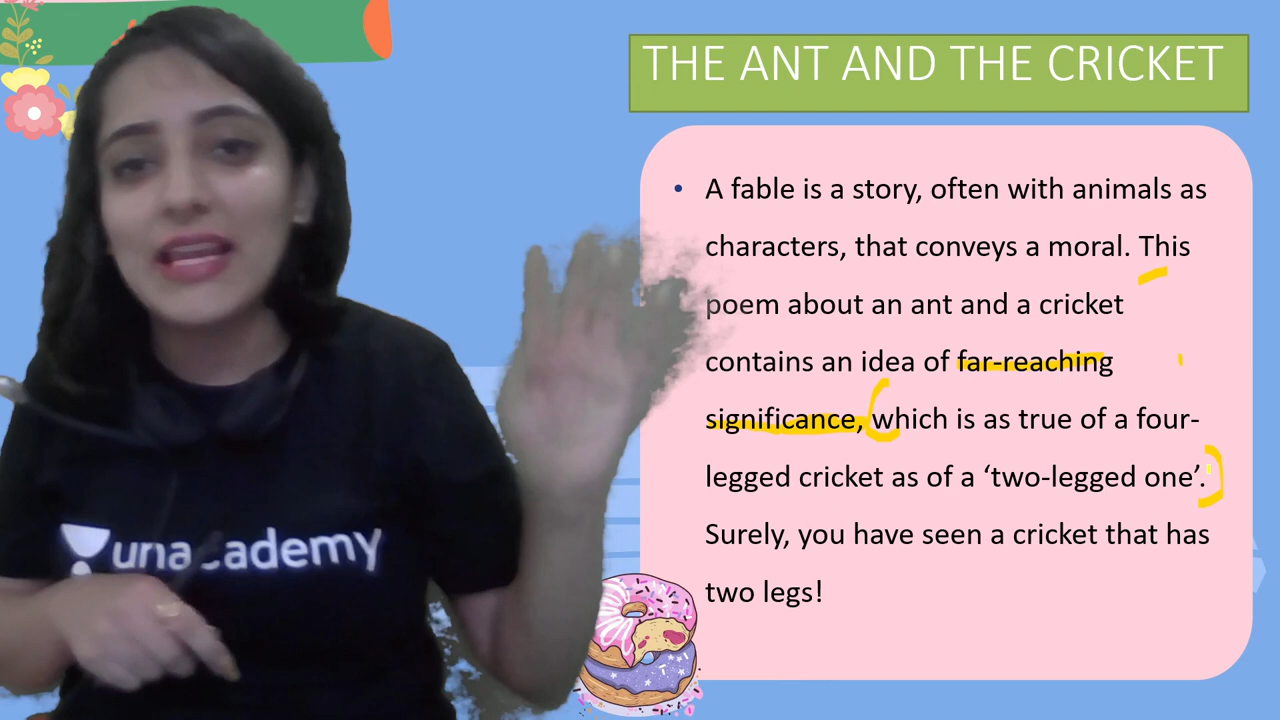 THE ANT AND THE CRICKET
• A fable is a story, often with animals as
characters, that conveys a moral. This
poem about an ant and a cricket
contains an idea of far-reaching
significance, which is as true of a four-
legged cricket as of a ‘two-legged one’.
Surely, you have seen a cricket that has
two legs!
unacademy